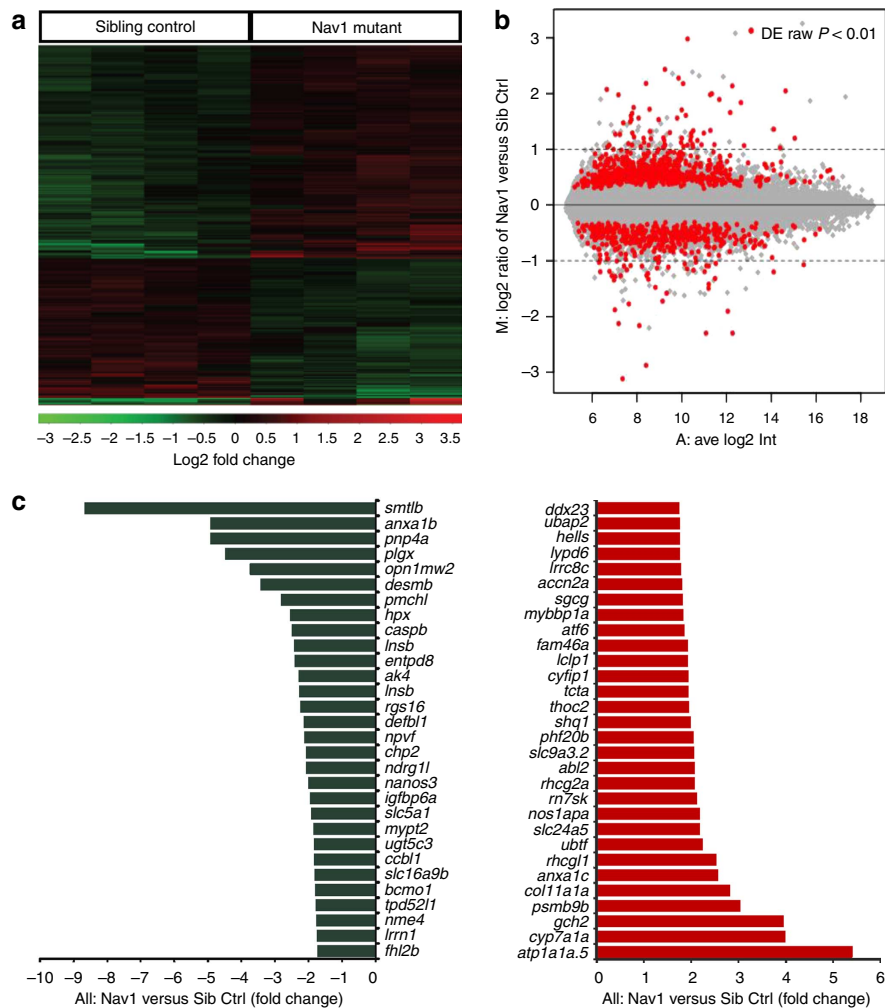 a
Sibling control
Nav1 mutant
–3 –2.5 –2 –1.5 –1 –0.5 0 0.5 1 1.5 2 2.5 3 3.5
Log2 fold change
b
DE raw P < 0.01
M: log2 ratio of Nav1 versus Sib Ctrl
3
2
1
0
–1
–2
–3
6 8 10 12 14 16 18
A: ave log2 Int
c
smtlb
anxa1b
pnp4a
plgx
opn1mw2
desmb
pmchl
hpx
caspb
lnsb
entpd8
ak4
lnsb
rgs16
defbl1
npvf
chp2
ndrg1l
nanos3
igfbp6a
slc5a1
mypt2
ugt5c3
ccbl1
slc16a9b
bcmo1
tpd52l1
nme4
lrrn1
fhl2b
–10 –9 –8 –7 –6 –5 –4 –3 –2 –1 0
All: Nav1 versus Sib Ctrl (fold change)
ddx23
ubap2
hells
lypd6
lrrc8c
accn2a
sgcg
mybbp1a
atf6
fam46a
lclp1
cyfip1
tcta
thoc2
shq1
phf20b
slc9a3.2
abl2
rhcg2a
rn7sk
nos1apa
slc24a5
ubtf
rhcgl1
anxa1c
col11a1a
psmb9b
gch2
cyp7a1a
atp1a1a.5
0 1 2 3 4 5 6
All: Nav1 versus Sib Ctrl (fold change)